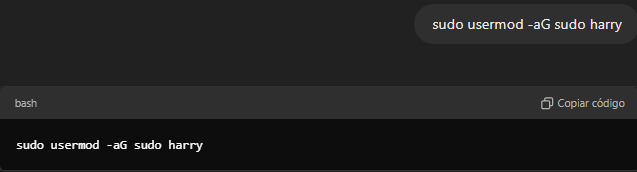 sudo usermod -aG sudo harry
bash
Copiar código
sudo usermod -aG sudo harry